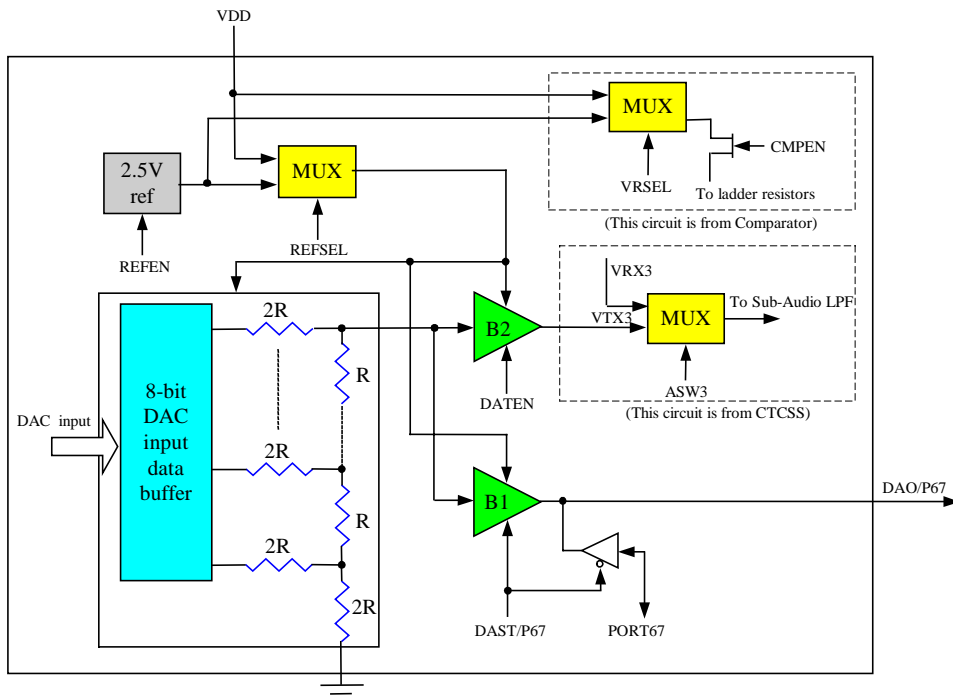 VDD
MUX
CMPEN
2.5V
ref
MUX
VRSEL
To ladder resistors
(This circuit is from Comparator)
REFEN
REFSEL
VRX3
2R
To Sub-Audio LPF
B2
VTX3
MUX
R
8-bit
DAC
input
data
buffer
DATEN
ASW3
(This circuit is from CTCSS)
DAC input
2R
B1
DAO/P67
R
2R
2R
DAST/P67
PORT67